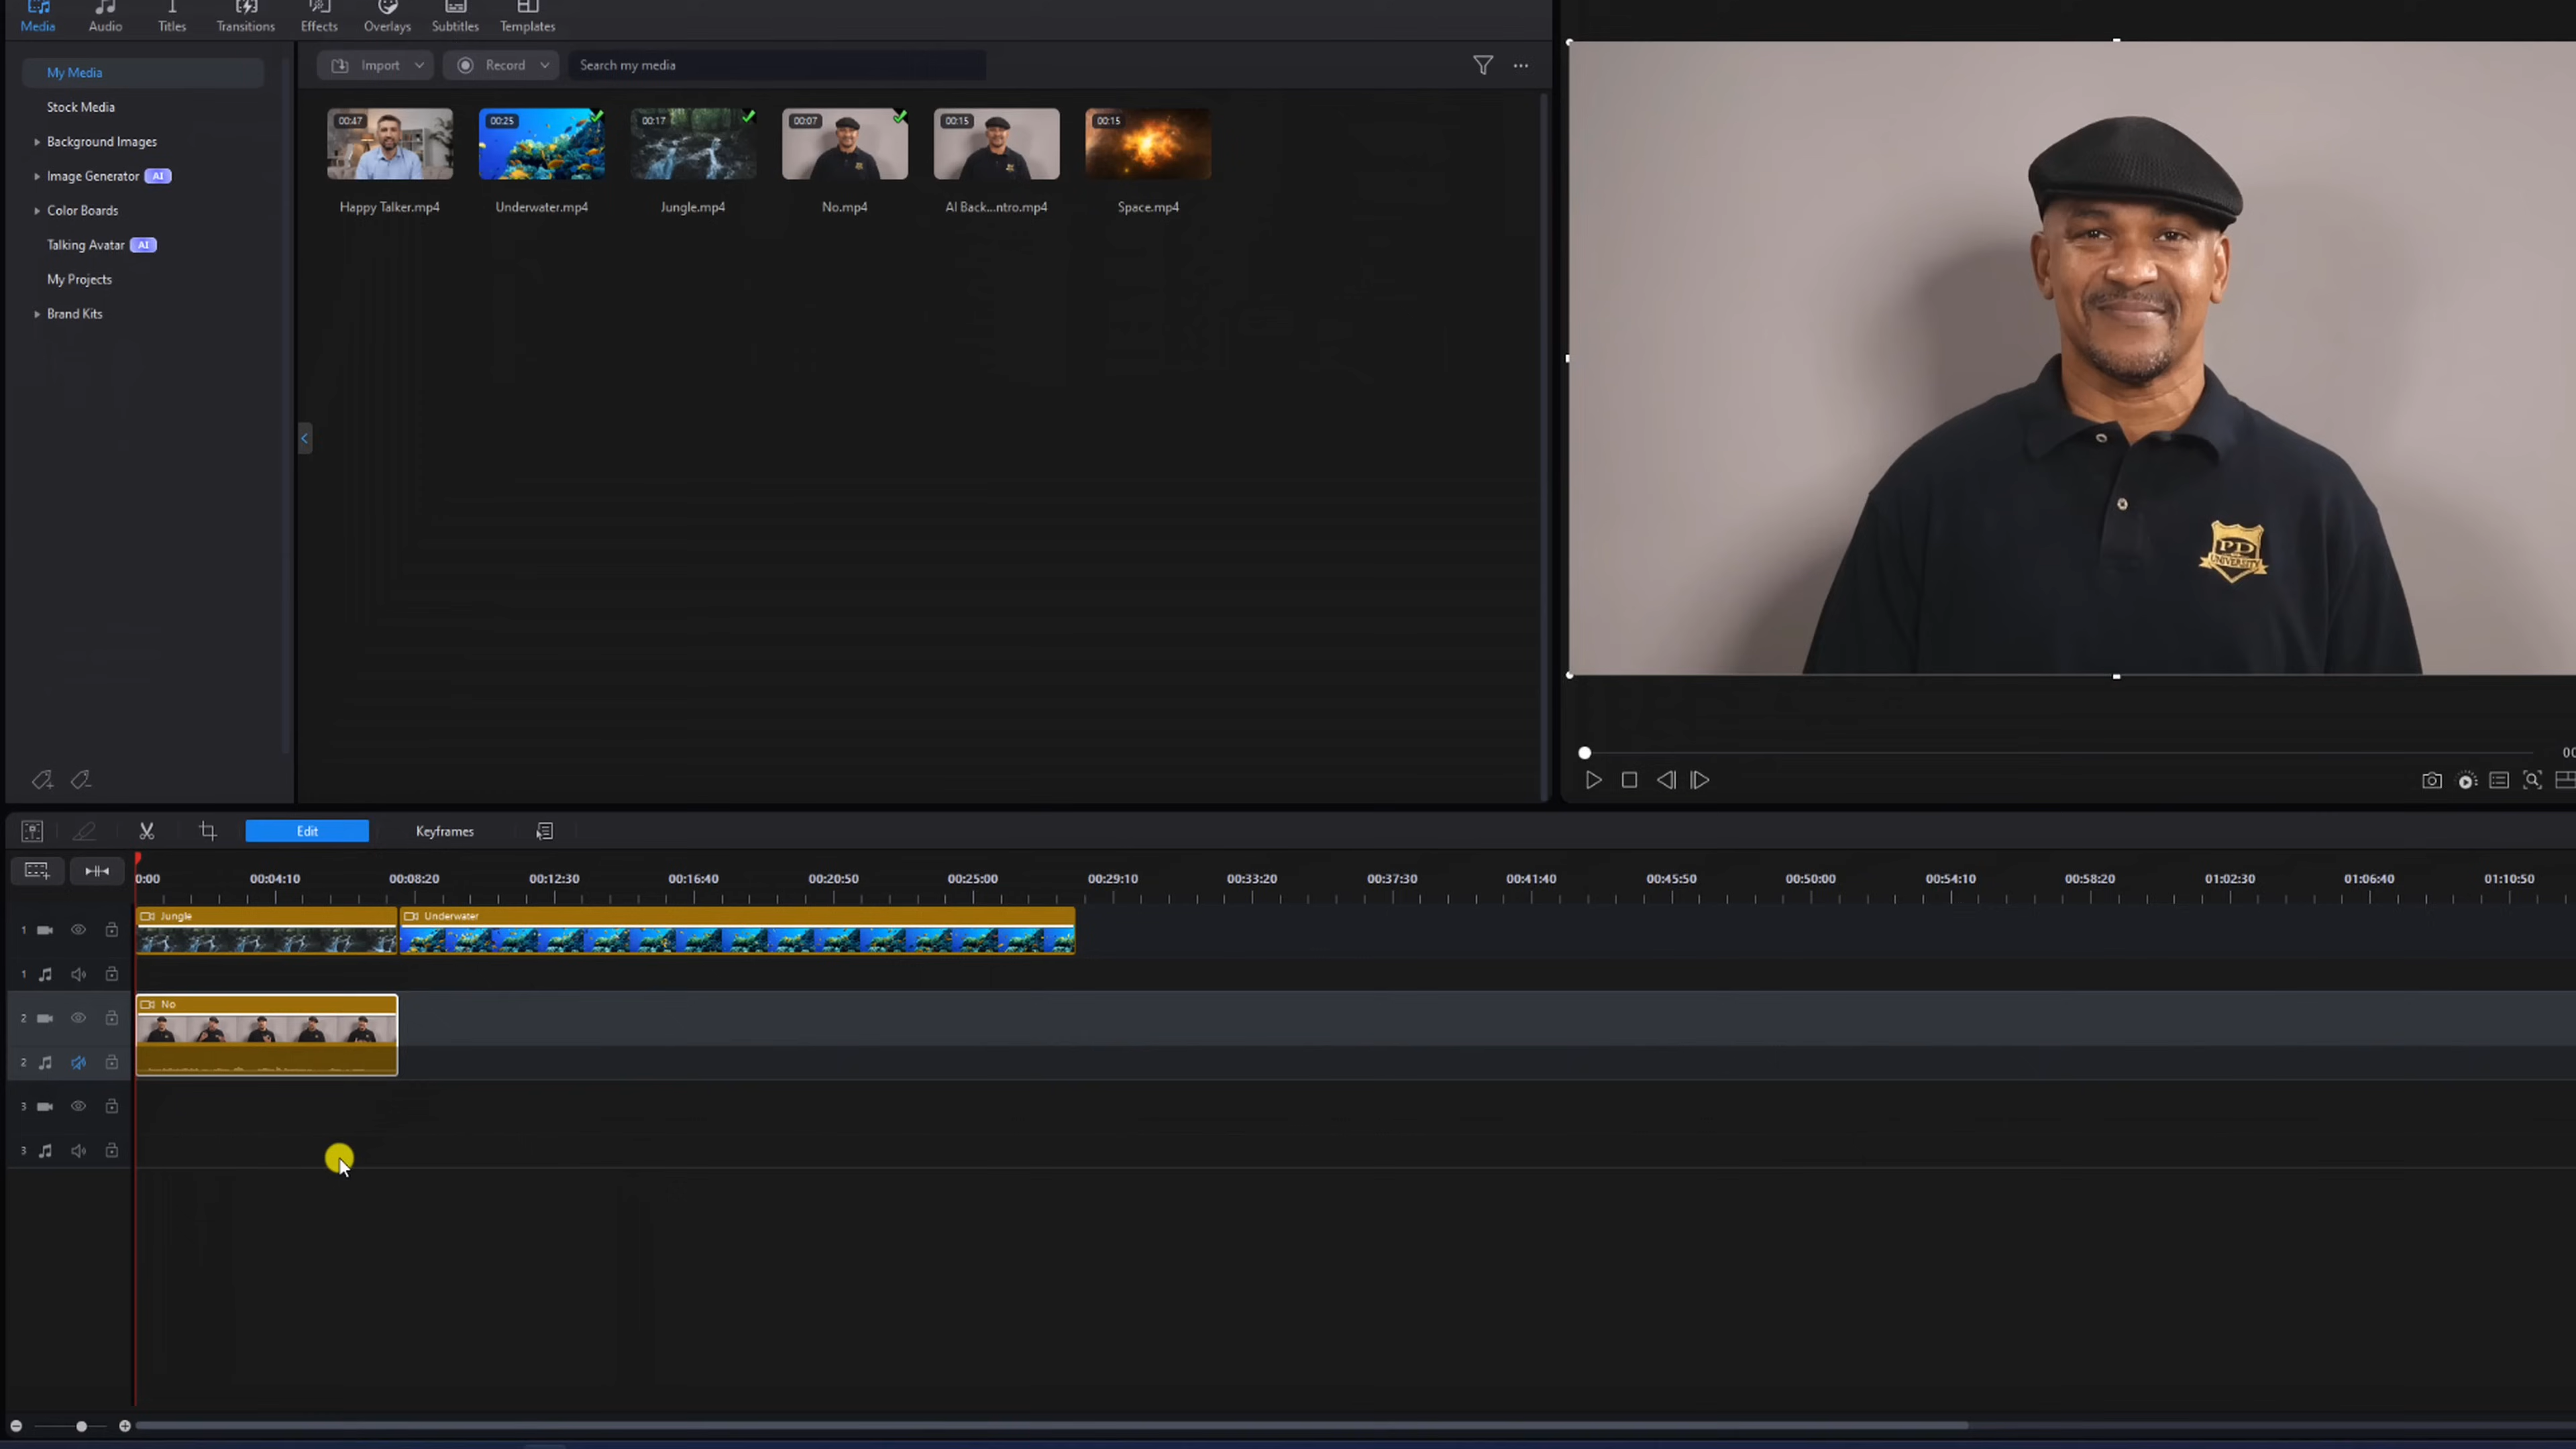 Media Audio Titles Transitions Effects Overlays Subtitles Templates
My Media
Stock Media
Background Images
Image Generator AI
Color Boards
Talking Avatar AI
My Projects
Brand Kits
Import Record Search my media
00:47 00:25 00:17 00:07 00:15 00:15
Happy Talker.mp4 Underwater.mp4 Jungle.mp4 No.mp4 AI Back...ntro.mp4 Space.mp4
PD
UNIVERSITY
Edit Keyframes
0:00 00:04:10 00:08:20 00:12:30 00:16:40 00:20:50 00:25:00 00:29:10 00:33:20 00:37:30 00:41:40 00:45:50 00:50:00 00:54:10 00:58:20 01:02:30 01:06:40 01:10:50
Jungle Underwater
1
1
No
2
2
3
3